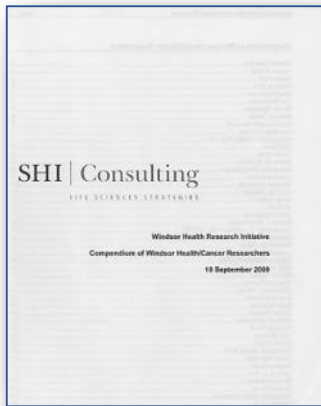 SHI | Consulting
LIFE SCIENCES STRATEGIES
Windsor Health Research Initiative
Compendium of Windsor Health/Cancer Researchers
18 September 2009